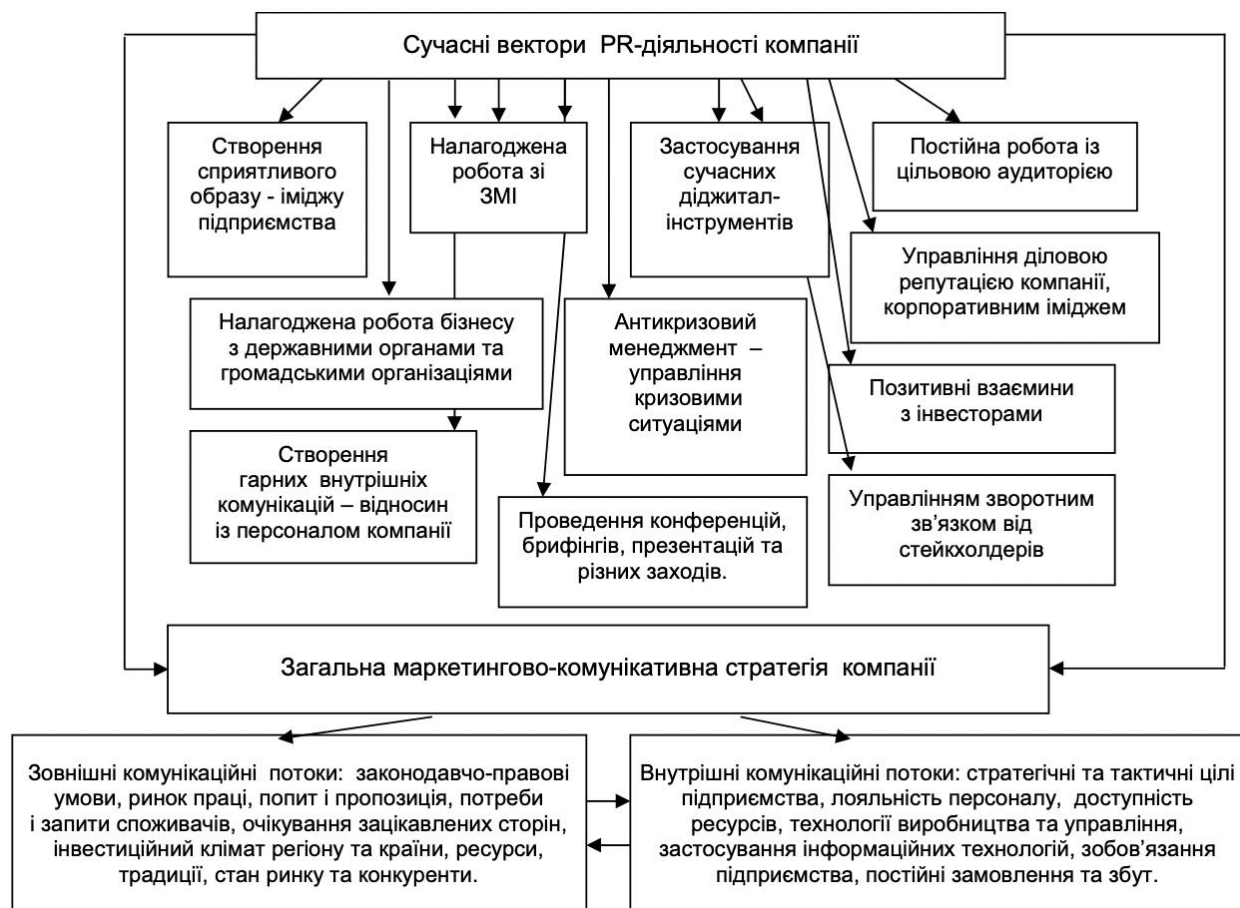 Сучасні вектори PR-діяльності компанії
Створення
сприятливого
образу - іміджу
підприємства
Налагоджена
робота зі
ЗМІ
Застосування
сучасних
діджитал-
інструментів
Постійна робота із
цільовою аудиторією
Управління діловою
репутацією компанії,
корпоративним іміджем
Налагоджена робота бізнесу
з державними органами та
громадськими організаціями
Антикризовий
менеджмент –
управління
кризовими
ситуаціями
Позитивні взаємини
з інвесторами
Створення
гарних внутрішніх
комунікацій – відносин
із персоналом компанії
Проведення конференцій,
брифінгів, презентацій та
різних заходів.
Управлінням зворотним
зв’язком від
стейкхолдерів
Загальна маркетингово-комунікативна стратегія компанії
Зовнішні комунікаційні потоки: законодавчо-правові
умови, ринок праці, попит і пропозиція, потреби
і запити споживачів, очікування зацікавлених сторін,
інвестиційний клімат регіону та країни, ресурси,
традиції, стан ринку та конкуренти.
Внутрішні комунікаційні потоки: стратегічні та тактичні цілі
підприємства, лояльність персоналу, доступність
ресурсів, технології виробництва та управління,
застосування інформаційних технологій, зобов’язання
підприємства, постійні замовлення та збут.